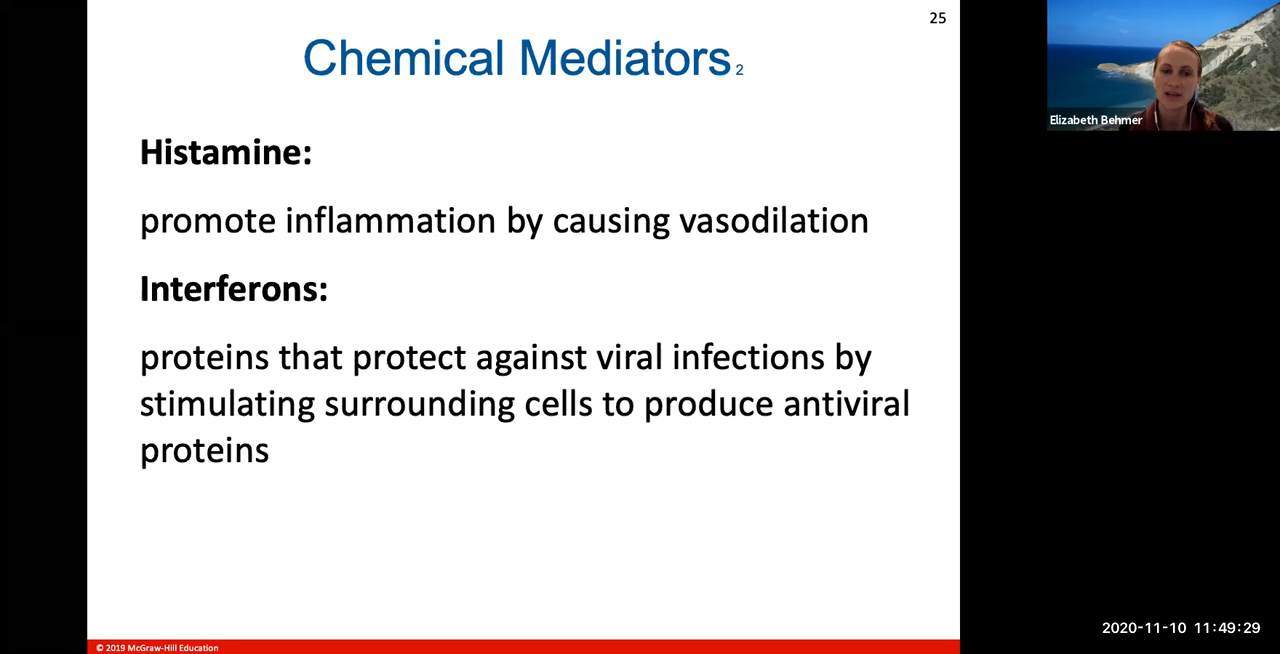 25
Chemical Mediators 2
Elizabeth Behmer
Histamine:
promote inflammation by causing vasodilation
Interferons:
proteins that protect against viral infections by
stimulating surrounding cells to produce antiviral
proteins
2020-11-10 11:49:29
© 2019 McGraw-Hill Education